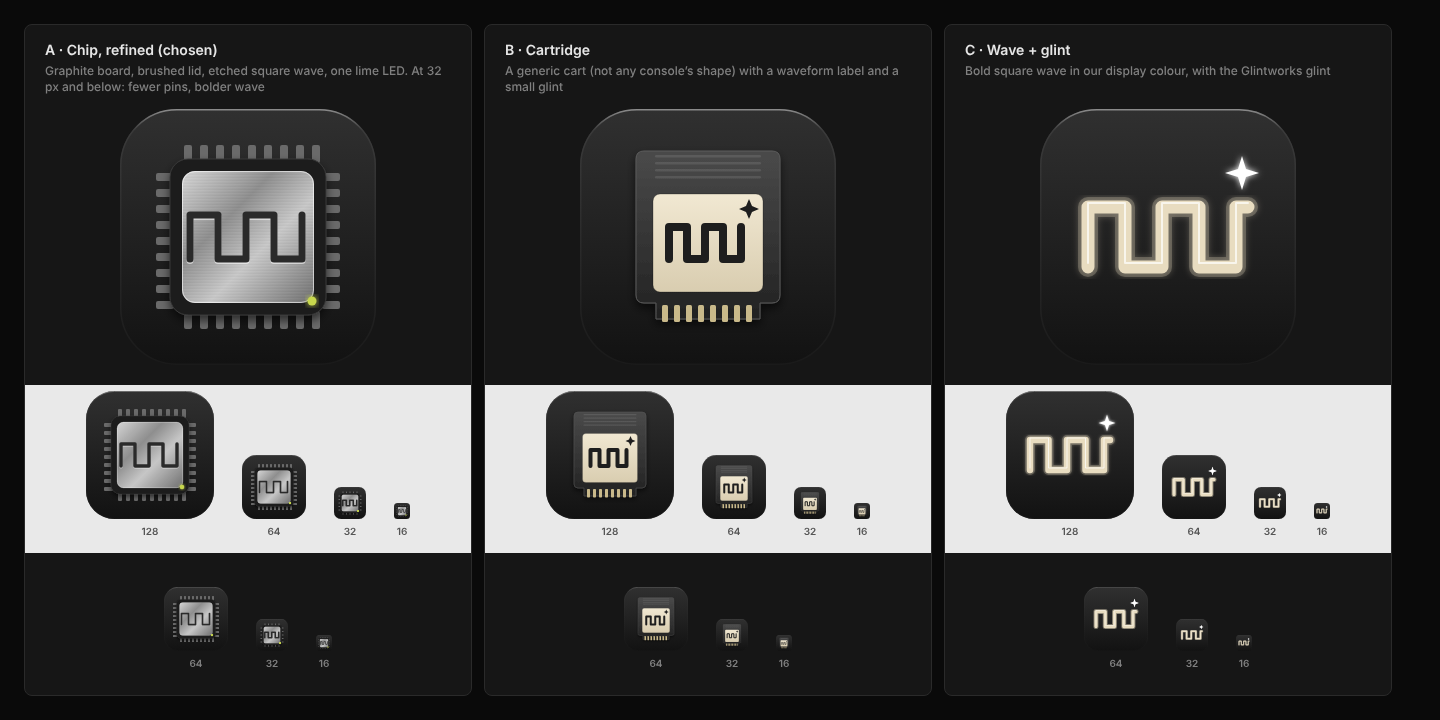 A · Chip, refined (chosen)
Graphite board, brushed lid, etched square wave, one lime LED. At 32
px and below: fewer pins, bolder wave
128
64
32
16
64
32
16
B · Cartridge
A generic cart (not any console's shape) with a waveform label and a
small glint
128
64
32
16
64
32
16
C · Wave + glint
Bold square wave in our display colour, with the Glintworks glint
128
64
32
16
64
32
16